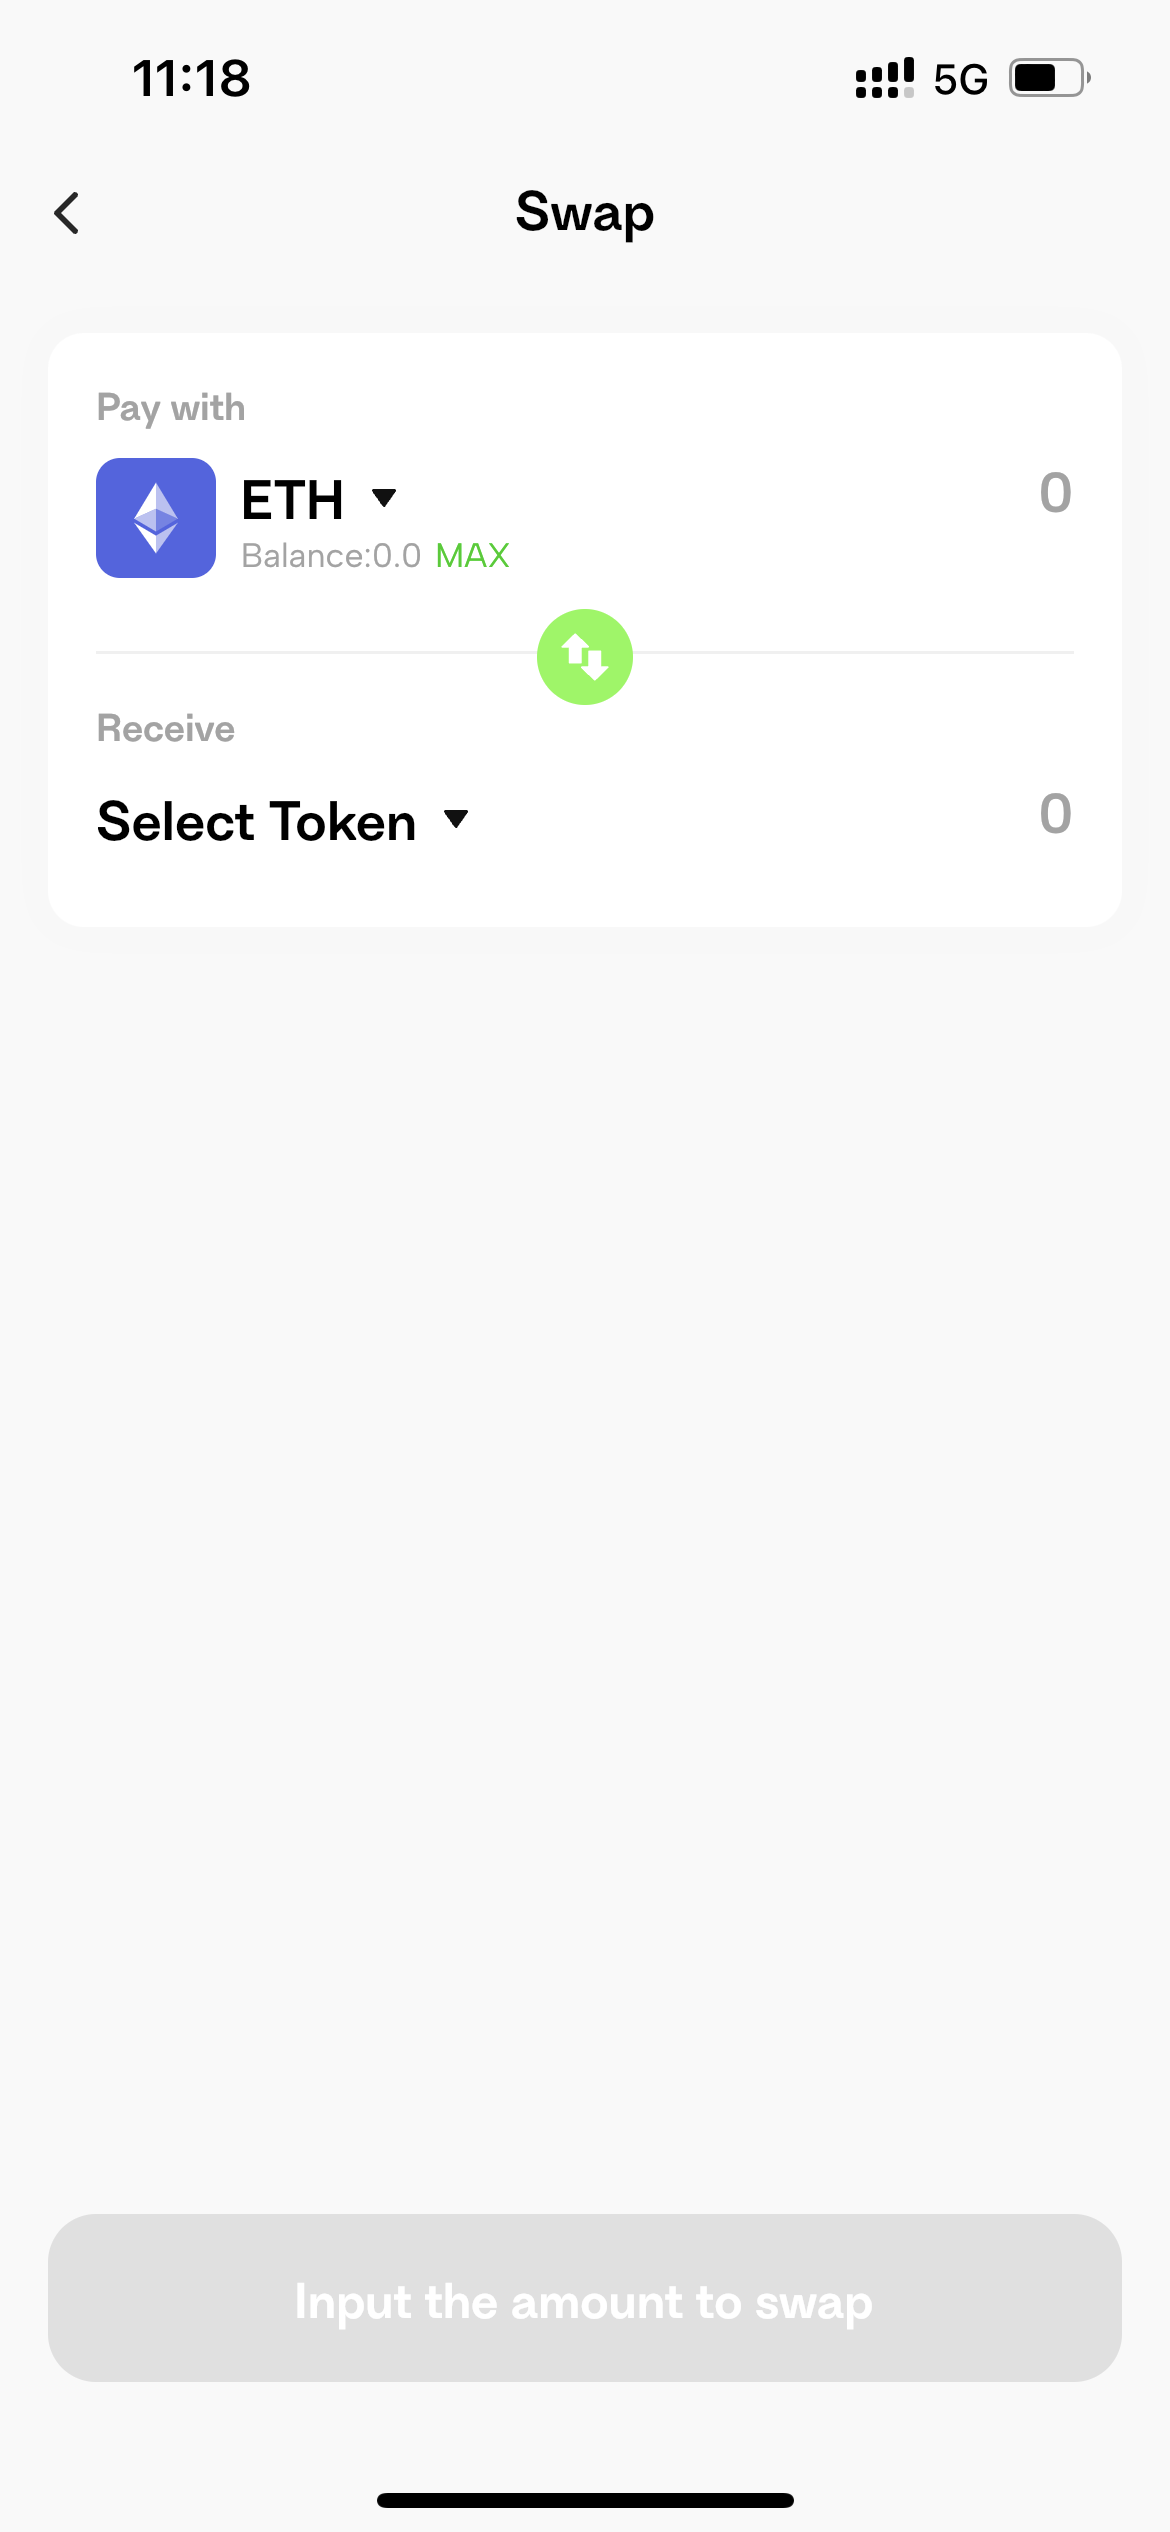 11:18
5G
Swap
Pay with
ETH
0
Balance:0.0 MAX
Receive
Select Token
0
Input the amount to swap